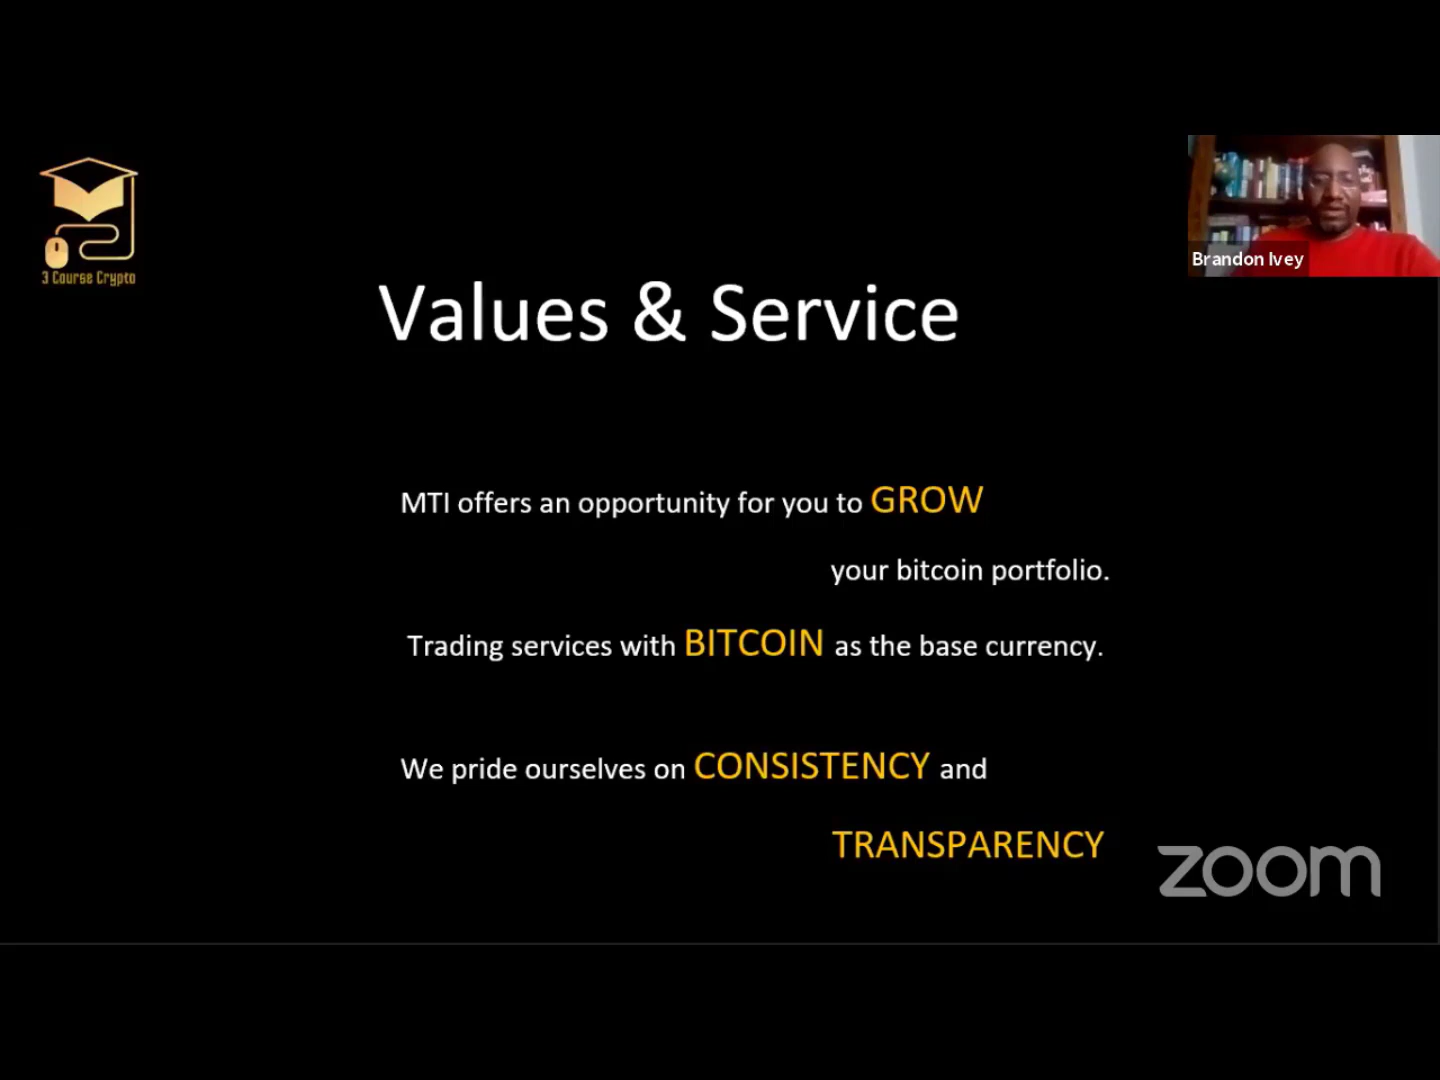 3 Course Crypto
Brandon Ivey
Values & Service
MTI offers an opportunity for you to GROW
your bitcoin portfolio.
Trading services with BITCOIN as the base currency.
We pride ourselves on CONSISTENCY and
TRANSPARENCY
zoom